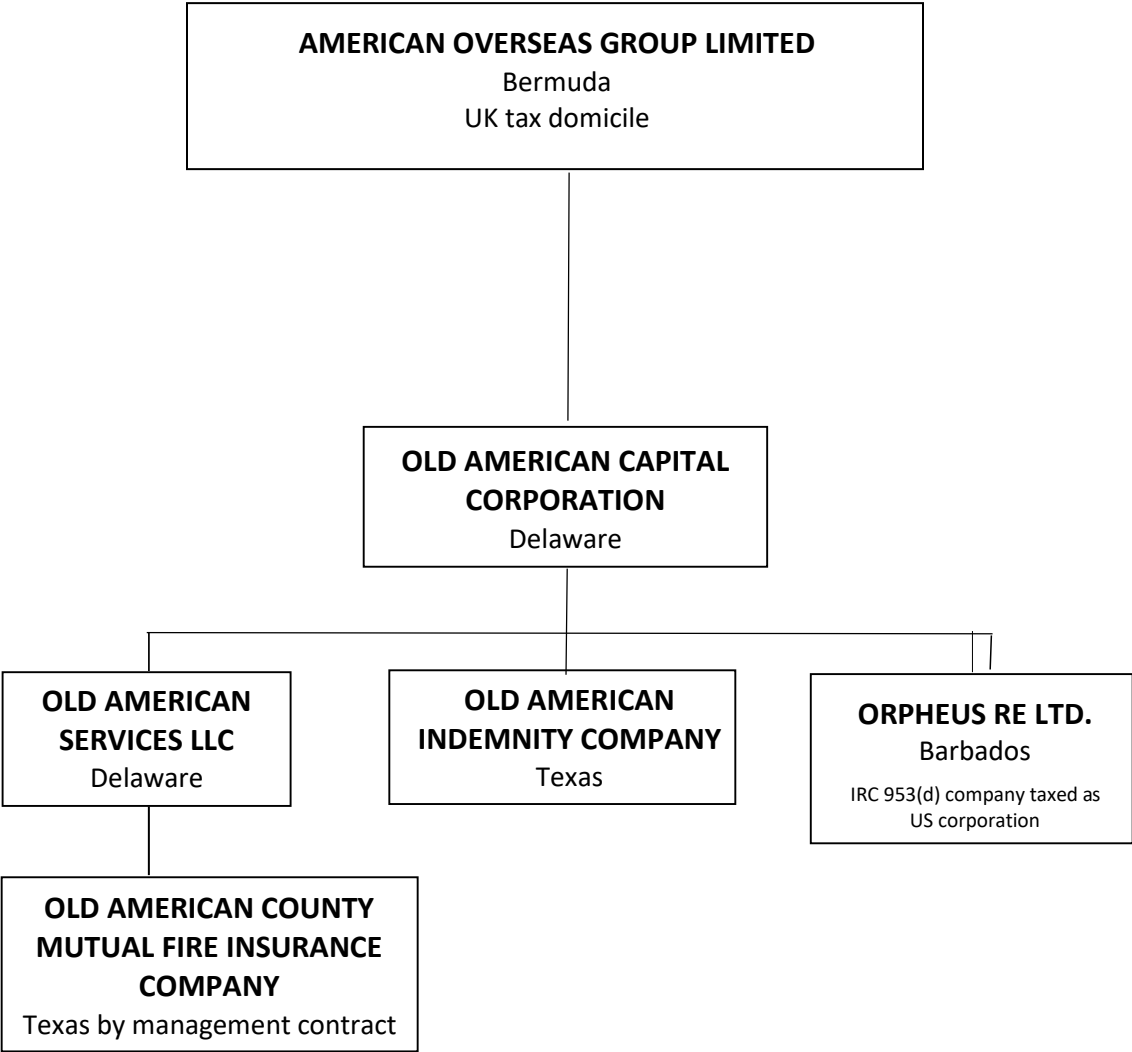 AMERICAN OVERSEAS GROUP LIMITED
Bermuda
UK tax domicile
OLD AMERICAN CAPITAL
CORPORATION
Delaware
OLD AMERICAN
SERVICES LLC
Delaware
OLD AMERICAN
INDEMNITY COMPANY
Texas
ORPHEUS RE LTD.
Barbados
IRC 953(d) company taxed as
US corporation
OLD AMERICAN COUNTY
MUTUAL FIRE INSURANCE
COMPANY
Texas by management contract